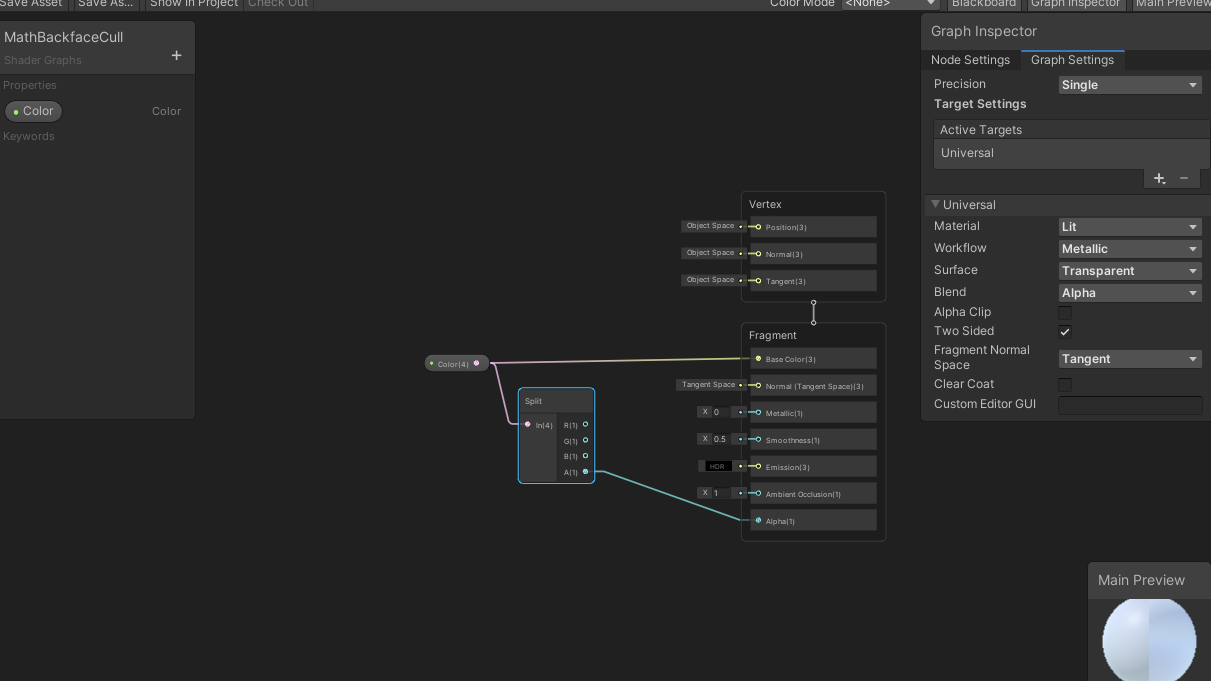 Save Asset Save As... Show In Project Check Out Color Mode <None> Blackboard Graph Inspector Main Preview
MathBackfaceCull
Shader Graphs
+
Properties
Color Color
Keywords
Graph Inspector
Node Settings Graph Settings
Precision Single
Target Settings
Active Targets
Universal
+ −
Universal
Material Lit
Workflow Metallic
Surface Transparent
Blend Alpha
Alpha Clip
Two Sided
Fragment Normal Space Tangent
Clear Coat
Custom Editor GUI
Vertex
Object Space Position(3)
Object Space Normal(3)
Object Space Tangent(3)
Fragment
Color(4)
Base Color(3)
Tangent Space Normal (Tangent Space)(3)
X 0 Metallic(1)
X 0.5 Smoothness(1)
HDR Emission(3)
X 1 Ambient Occlusion(1)
Alpha(1)
Split
In(4) R(1)
G(1)
B(1)
A(1)
Main Preview